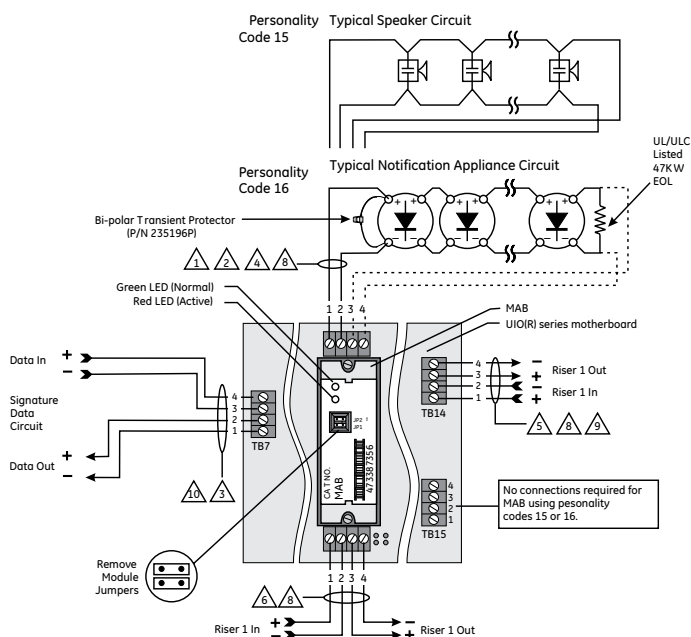 Personality Typical Speaker Circuit
Code 15
UL/ULC
Listed
47KW
EOL
Personality Typical Notification Appliance Circuit
Code 16
Bi-polar Transient Protector
(P/N 235196P)
1 2 4 8
Green LED (Normal)
Red LED (Active)
1 2 3 4
MAB
UIO(R) series motherboard
Data In + −
Signature
Data
Circuit
Data Out + −
4
3
2
1
TB7
10 3
JP2 1
JP1
CAT NO.
MAB
473387356
4 − Riser 1 Out
3 +
2 − Riser 1 In
1 +
TB14
5 8 9
4
3
2
1
TB15
No connections required for
MAB using pesonality
codes 15 or 16.
Remove
Module
Jumpers
1 2 3 4
6 8
Riser 1 In + −
− + Riser 1 Out